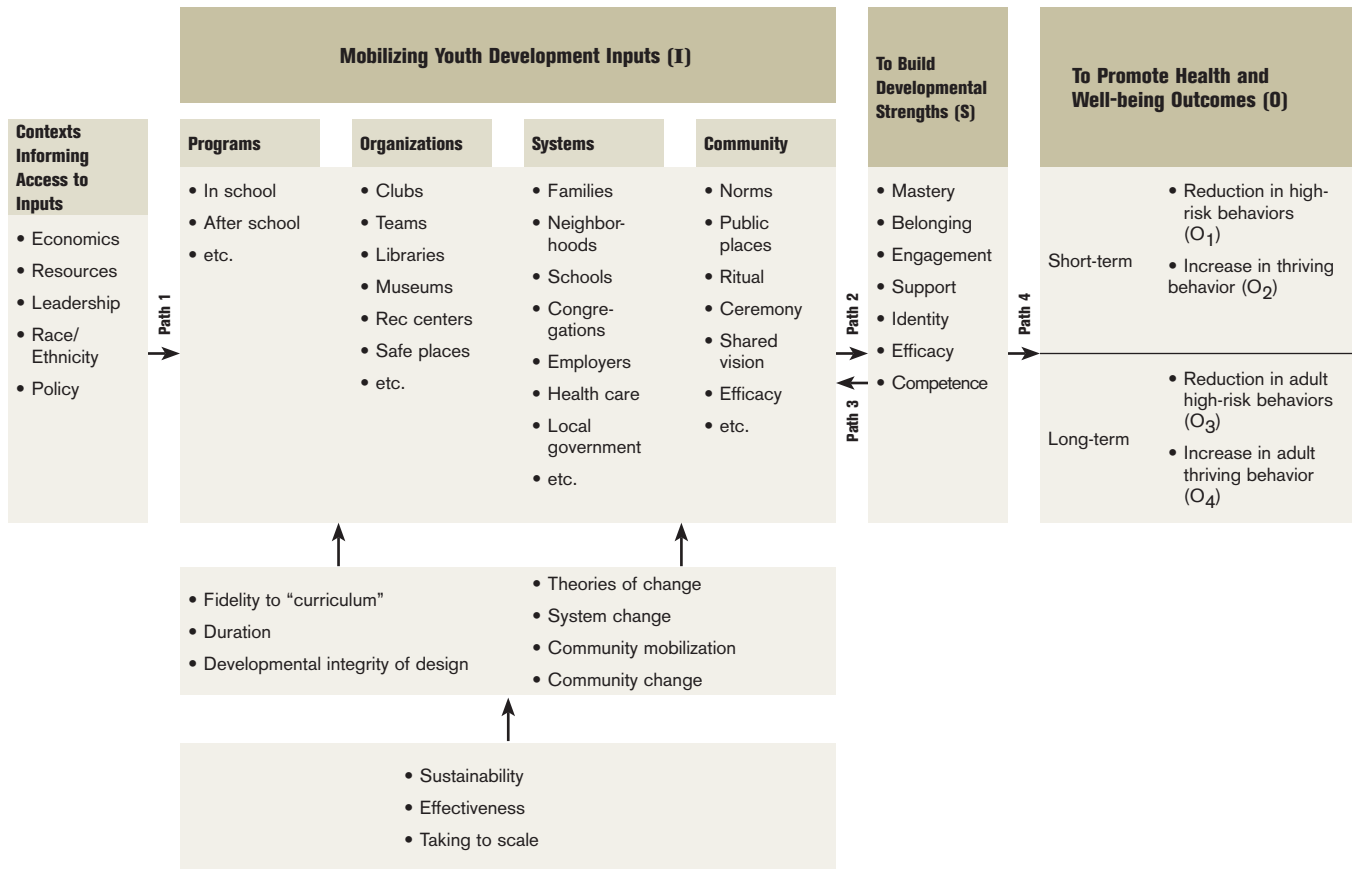 Mobilizing Youth Development Inputs (I)
To Build
Developmental
Strengths (S)
To Promote Health and
Well-being Outcomes (O)
Contexts
Informing
Access to
Inputs
• Economics
• Resources
• Leadership
• Race/
Ethnicity
• Policy
Path 1
Programs
• In school
• After school
• etc.
Organizations
• Clubs
• Teams
• Libraries
• Museums
• Rec centers
• Safe places
• etc.
Systems
• Families
• Neighbor-
hoods
• Schools
• Congre-
gations
• Employers
• Health care
• Local
government
• etc.
Community
• Norms
• Public
places
• Ritual
• Ceremony
• Shared
vision
• Efficacy
• etc.
Path 2
Path 3
• Mastery
• Belonging
• Engagement
• Support
• Identity
• Efficacy
• Competence
Path 4
Short-term
• Reduction in high-
risk behaviors
(O1)
• Increase in thriving
behavior (O2)
Long-term
• Reduction in adult
high-risk behaviors
(O3)
• Increase in adult
thriving behavior
(O4)
• Fidelity to “curriculum”
• Duration
• Developmental integrity of design
• Theories of change
• System change
• Community mobilization
• Community change
• Sustainability
• Effectiveness
• Taking to scale